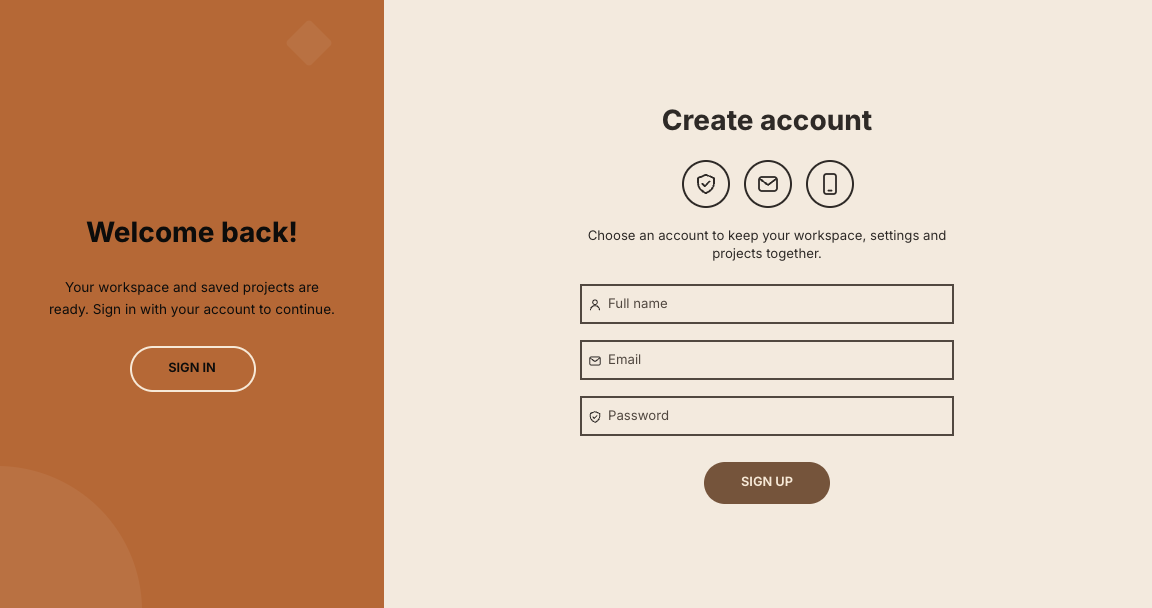 Welcome back!
Your workspace and saved projects are
ready. Sign in with your account to continue.
SIGN IN
Create account
Choose an account to keep your workspace, settings and
projects together.
Full name
Email
Password
SIGN UP